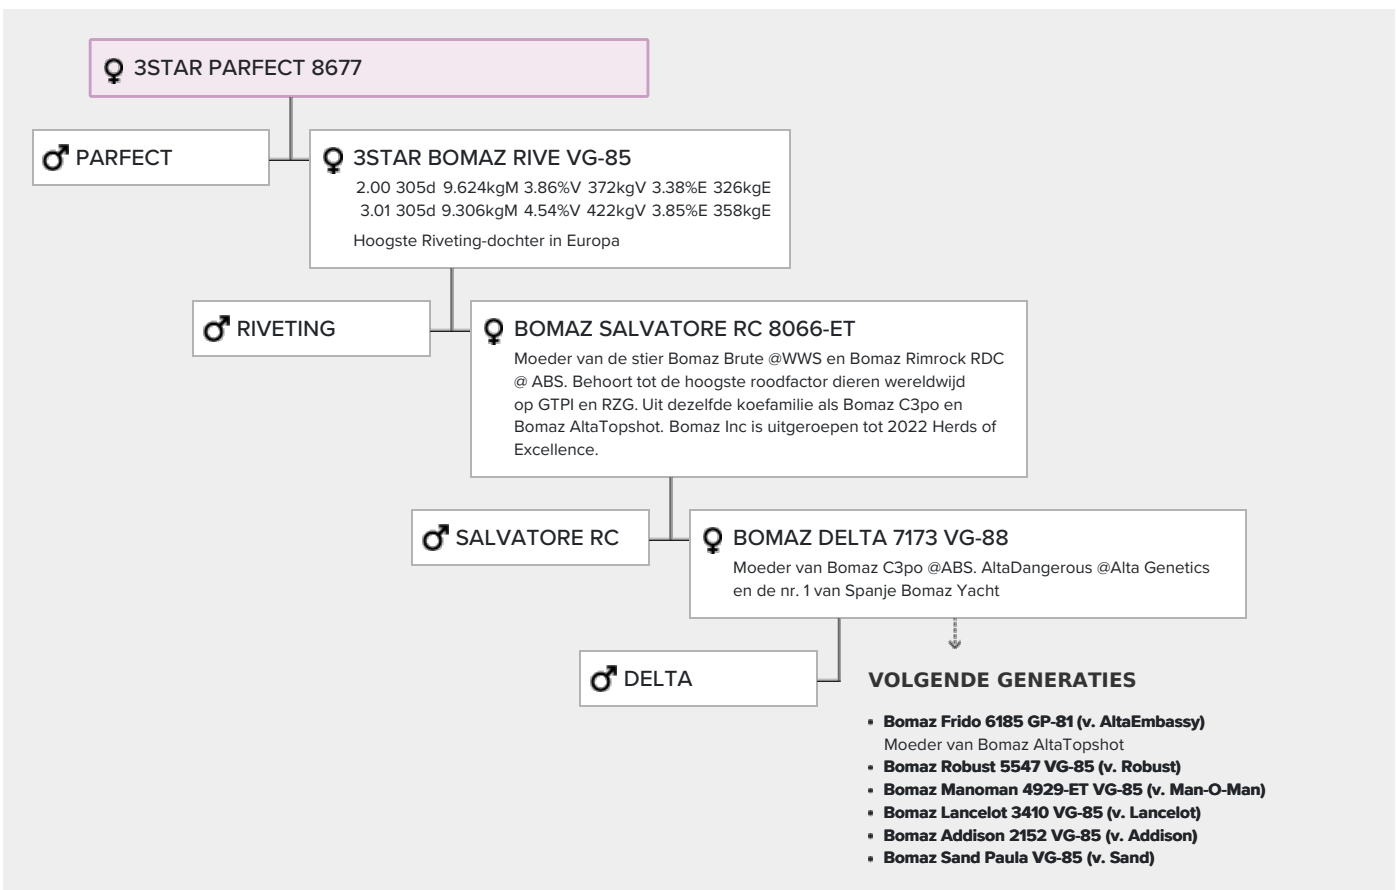 3STAR PARFECT 8677
PARFECT
3STAR BOMAZ RIVE VG-85
2.00 305d 9.624kgM 3.86%V 372kgV 3.38%E 326kgE
3.01 305d 9.306kgM 4.54%V 422kgV 3.85%E 358kgE
Hoogste Riveting-dochter in Europa
RIVETING
BOMAZ SALVATORE RC 8066-ET
Moeder van de stier Bomaz Brute @WWS en Bomaz Rimrock RDC
@ ABS. Behoort tot de hoogste roodfactor dieren wereldwijd
op GTPI en RZG. Uit dezelfde koefamilie als Bomaz C3po en
Bomaz AltaTopshot. Bomaz Inc is uitgeroepen tot 2022 Herds of
Excellence.
SALVATORE RC
BOMAZ DELTA 7173 VG-88
Moeder van Bomaz C3po @ABS. AltaDangerous @Alta Genetics
en de nr. 1 van Spanje Bomaz Yacht
DELTA
VOLGENDE GENERATIES
• Bomaz Frido 6185 GP-81 (v. AltaEmbassy)
Moeder van Bomaz AltaTopshot
• Bomaz Robust 5547 VG-85 (v. Robust)
• Bomaz Manoman 4929-ET VG-85 (v. Man-O-Man)
• Bomaz Lancelot 3410 VG-85 (v. Lancelot)
• Bomaz Addison 2152 VG-85 (v. Addison)
• Bomaz Sand Paula VG-85 (v. Sand)